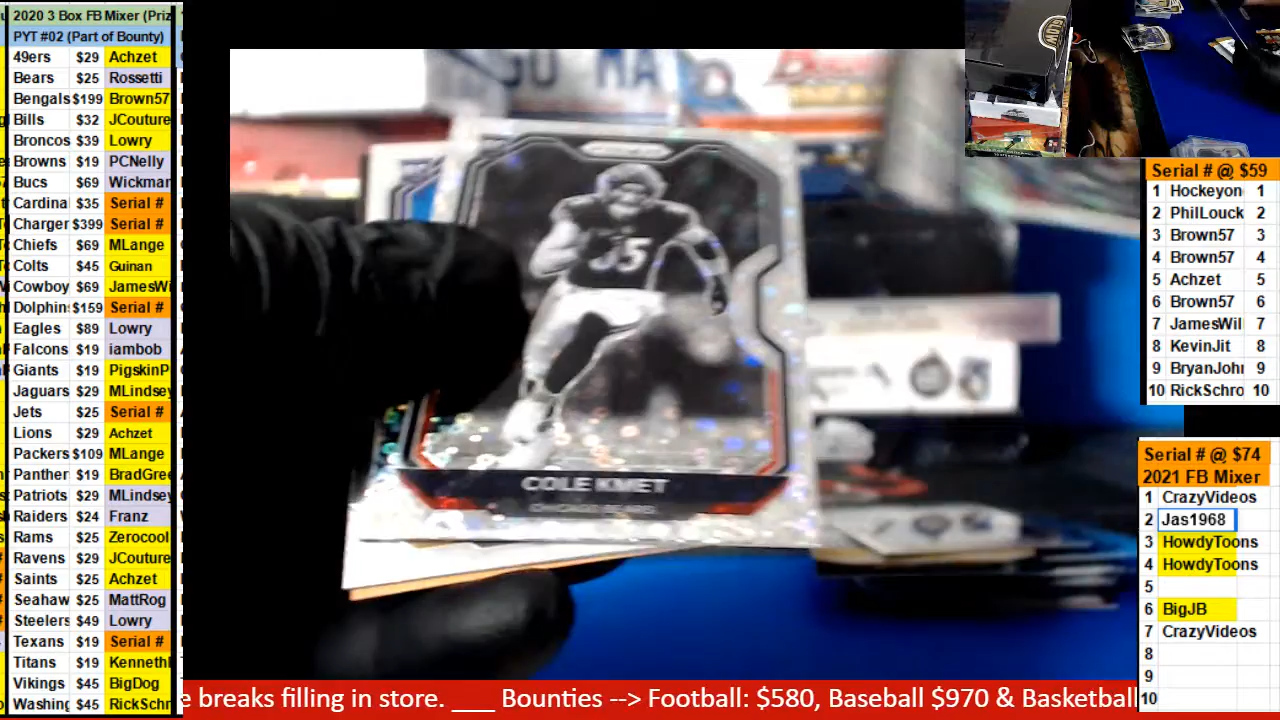 2020 3 Box FB Mixer (Priz
PYT #02 (Part of Bounty)
49ers $29 Achzet
Bears $25 Rossetti
Bengals $199 Brown57
Bills $32 JCouture
Broncos $39 Lowry
Browns $19 PCNelly
Bucs $69 Wickman
Cardina $35 Serial #
Charger $399 Serial #
Chiefs $69 MLange
Colts $45 Guinan
Cowboy $69 JamesWi
Dolphin $159 Serial #
Eagles $89 Lowry
Falcons $19 iambob
Giants $19 PigskinP
Jaguars $29 MLindsey
Jets $25 Serial #
Lions $29 Achzet
Packers $109 MLange
Panther $19 BradGree
Patriots $29 MLindsey
Raiders $24 Franz
Rams $25 Zerocool
Ravens $29 JCouture
Saints $25 Achzet
Seahaw $25 MattRog
Steelers $49 Lowry
Texans $19 Serial #
Titans $19 Kenneth
Vikings $45 BigDog
Washing $45 RickSchr
COLE KMET
CHICAGO BEARS
Serial # @ $59
1 Hockeyon 1
2 PhilLouck 2
3 Brown57 3
4 Brown57 4
5 Achzet 5
6 Brown57 6
7 JamesWil 7
8 KevinJit 8
9 BryanJohn 9
10 RickSchro 10
Serial # @ $74
2021 FB Mixer
1 CrazyVideos
2 Jas1968
3 HowdyToons
4 HowdyToons
5
6 BigJB
7 CrazyVideos
8
9
10
e breaks filling in store. ___ Bounties --> Football: $580, Baseball $970 & Basketball